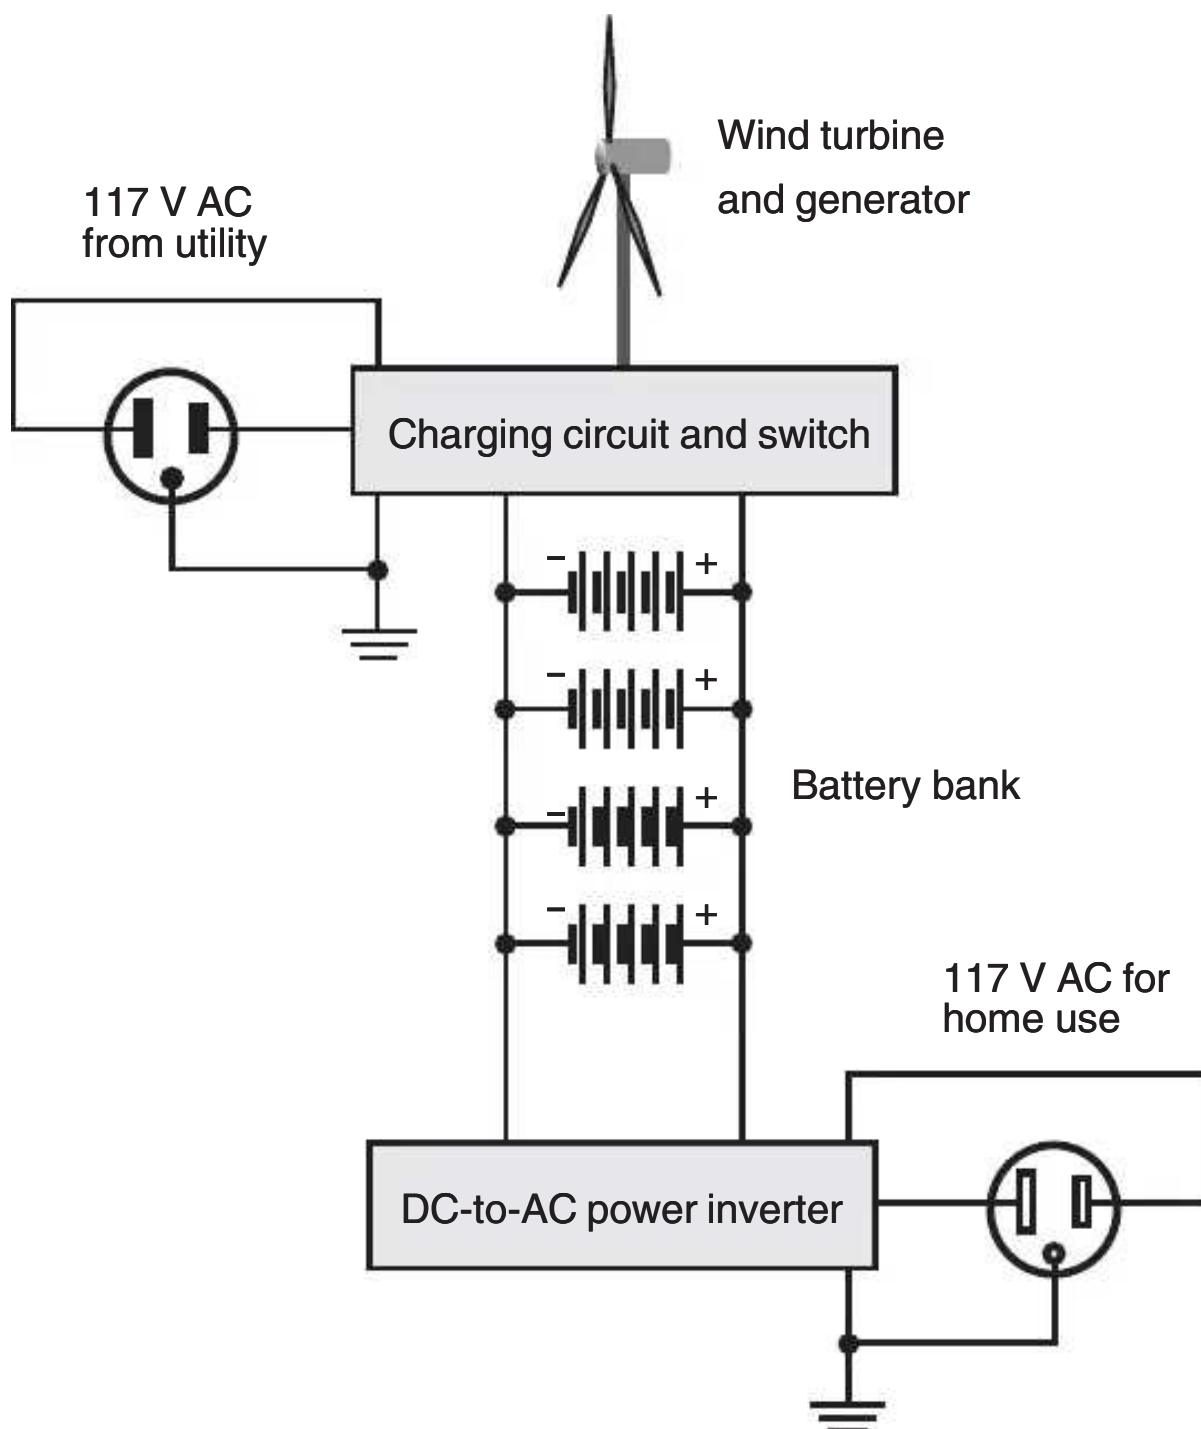 Wind turbine
and generator
117 V AC
from utility
Charging circuit and switch
− +
− +
Battery bank
− +
− +
117 V AC for
home use
DC-to-AC power inverter